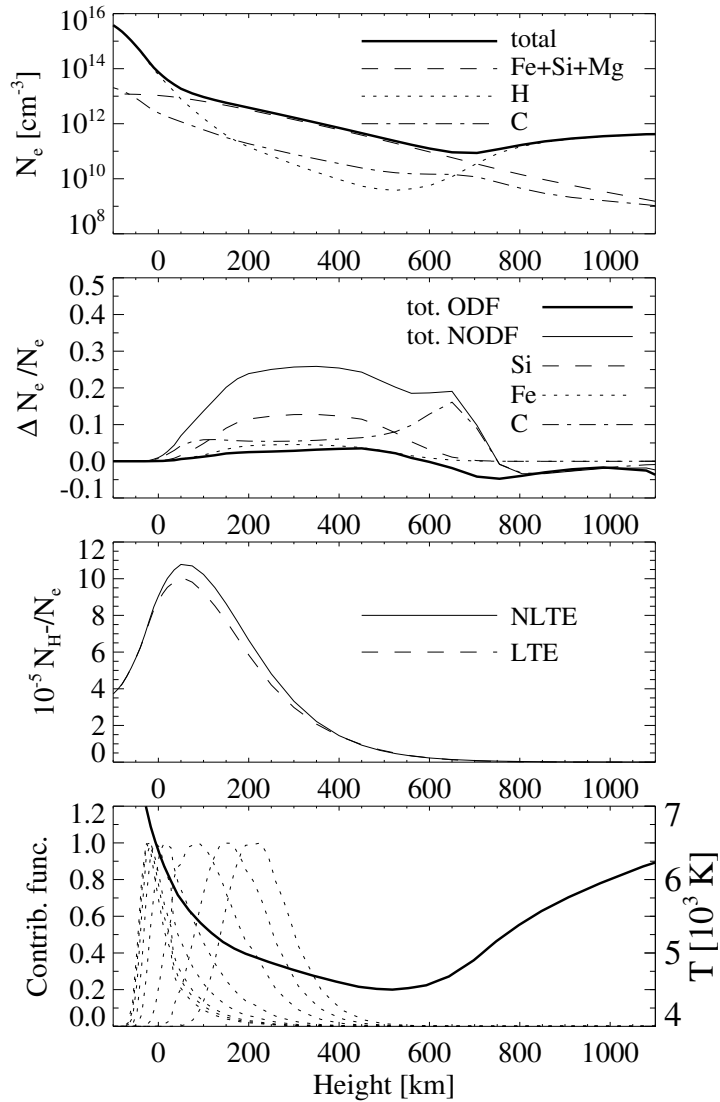 10^16
10^14
10^12
10^10
10^8
N_e [cm^-3]
total
Fe+Si+Mg
H
C
0 200 400 600 800 1000
0.5
0.4
0.3
0.2
0.1
0.0
-0.1
Δ N_e/N_e
tot. ODF
tot. NODF
Si
Fe
C
0 200 400 600 800 1000
12
10
8
6
4
2
0
10^-5 N_H-/N_e
NLTE
LTE
0 200 400 600 800 1000
1.2
1.0
0.8
0.6
0.4
0.2
0.0
Contrib. func.
7
6
5
4
T [10^3 K]
0 200 400 600 800 1000
Height [km]